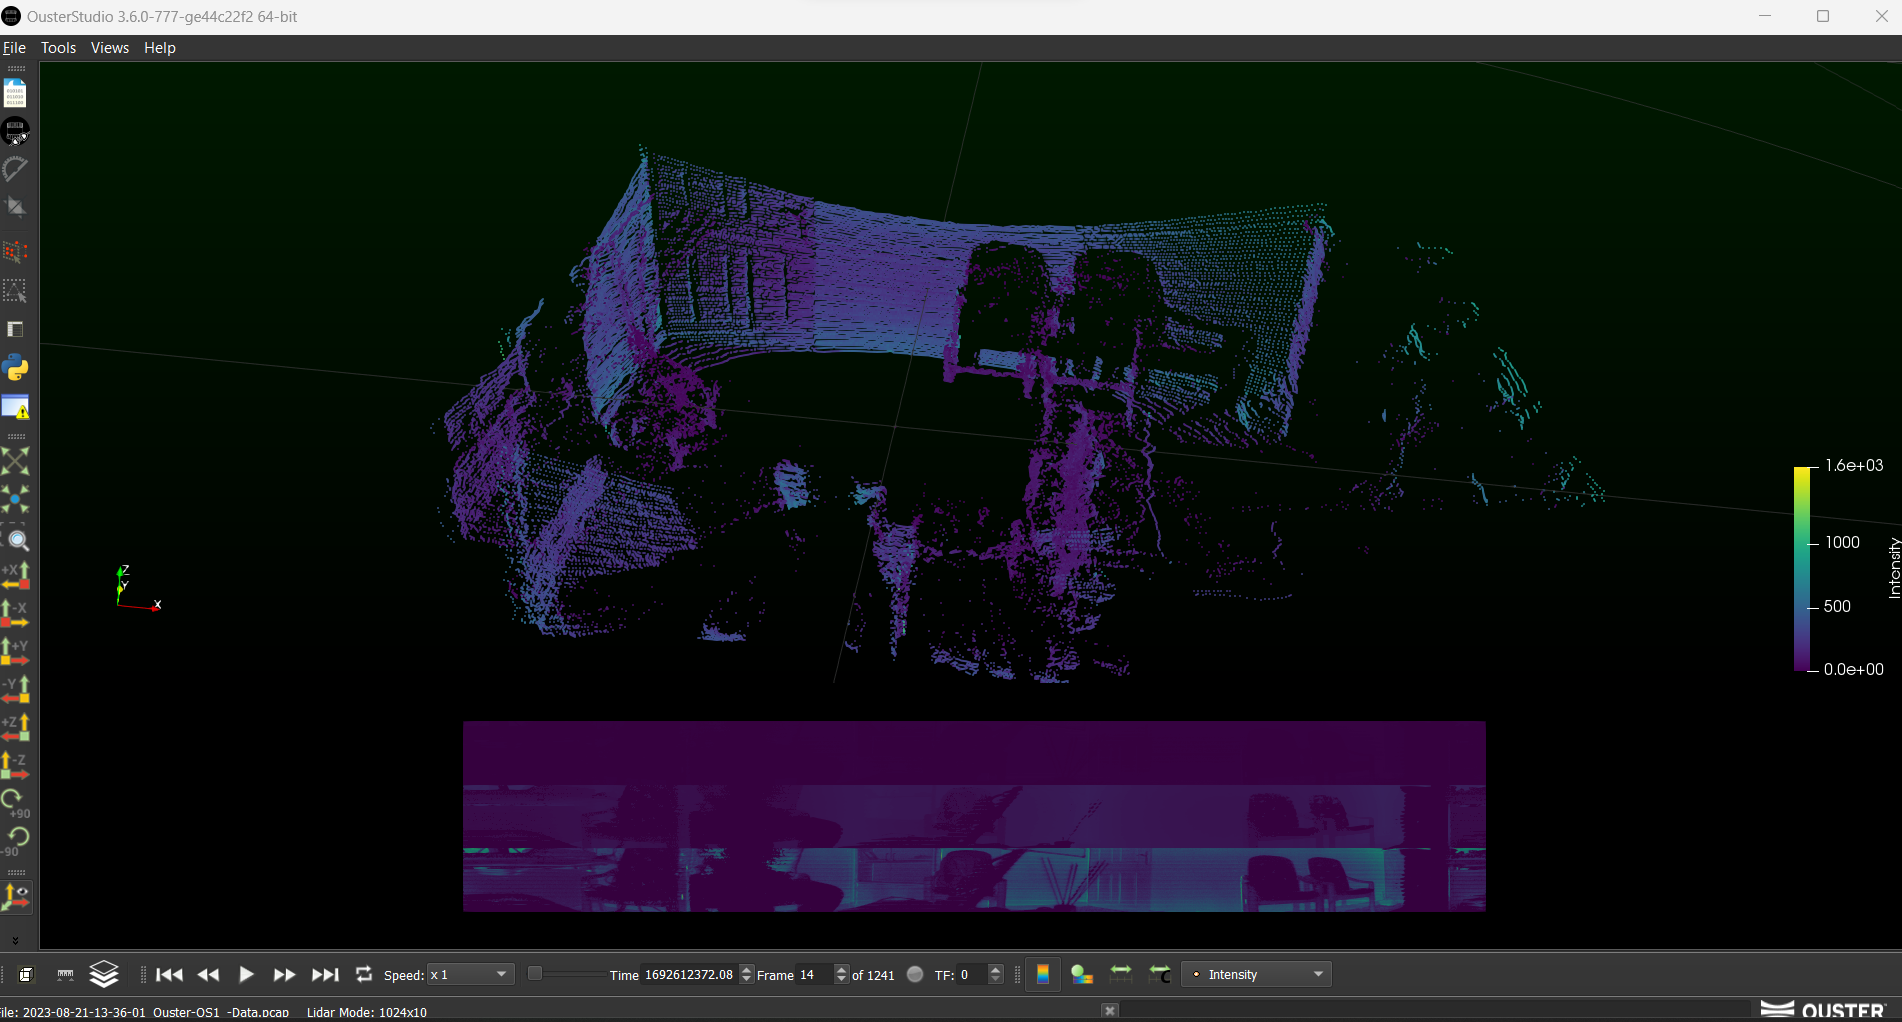 OusterStudio 3.6.0-777-ge44c22f2 64-bit
File Tools Views Help
+X
-X
+Y
-Y
+Z
-Z
+90
-90
Z
Y
X
1.6e+03
1000
500
0.0e+00
Intensity
Speed: x 1 Time 1692612372.08 Frame 14 of 1241 TF: 0 Intensity
ile: 2023-08-21-13-36-01_Ouster-OS1_-Data.pcap Lidar Mode: 1024x10
OUSTER